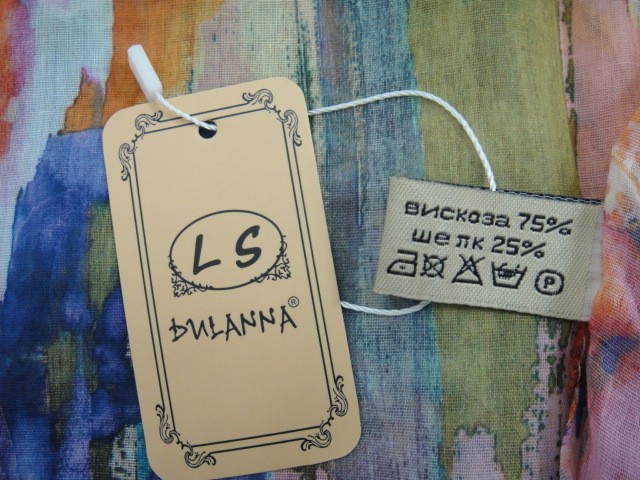 LS
DULANNA®
вискоза 75%
шелк 25%
P